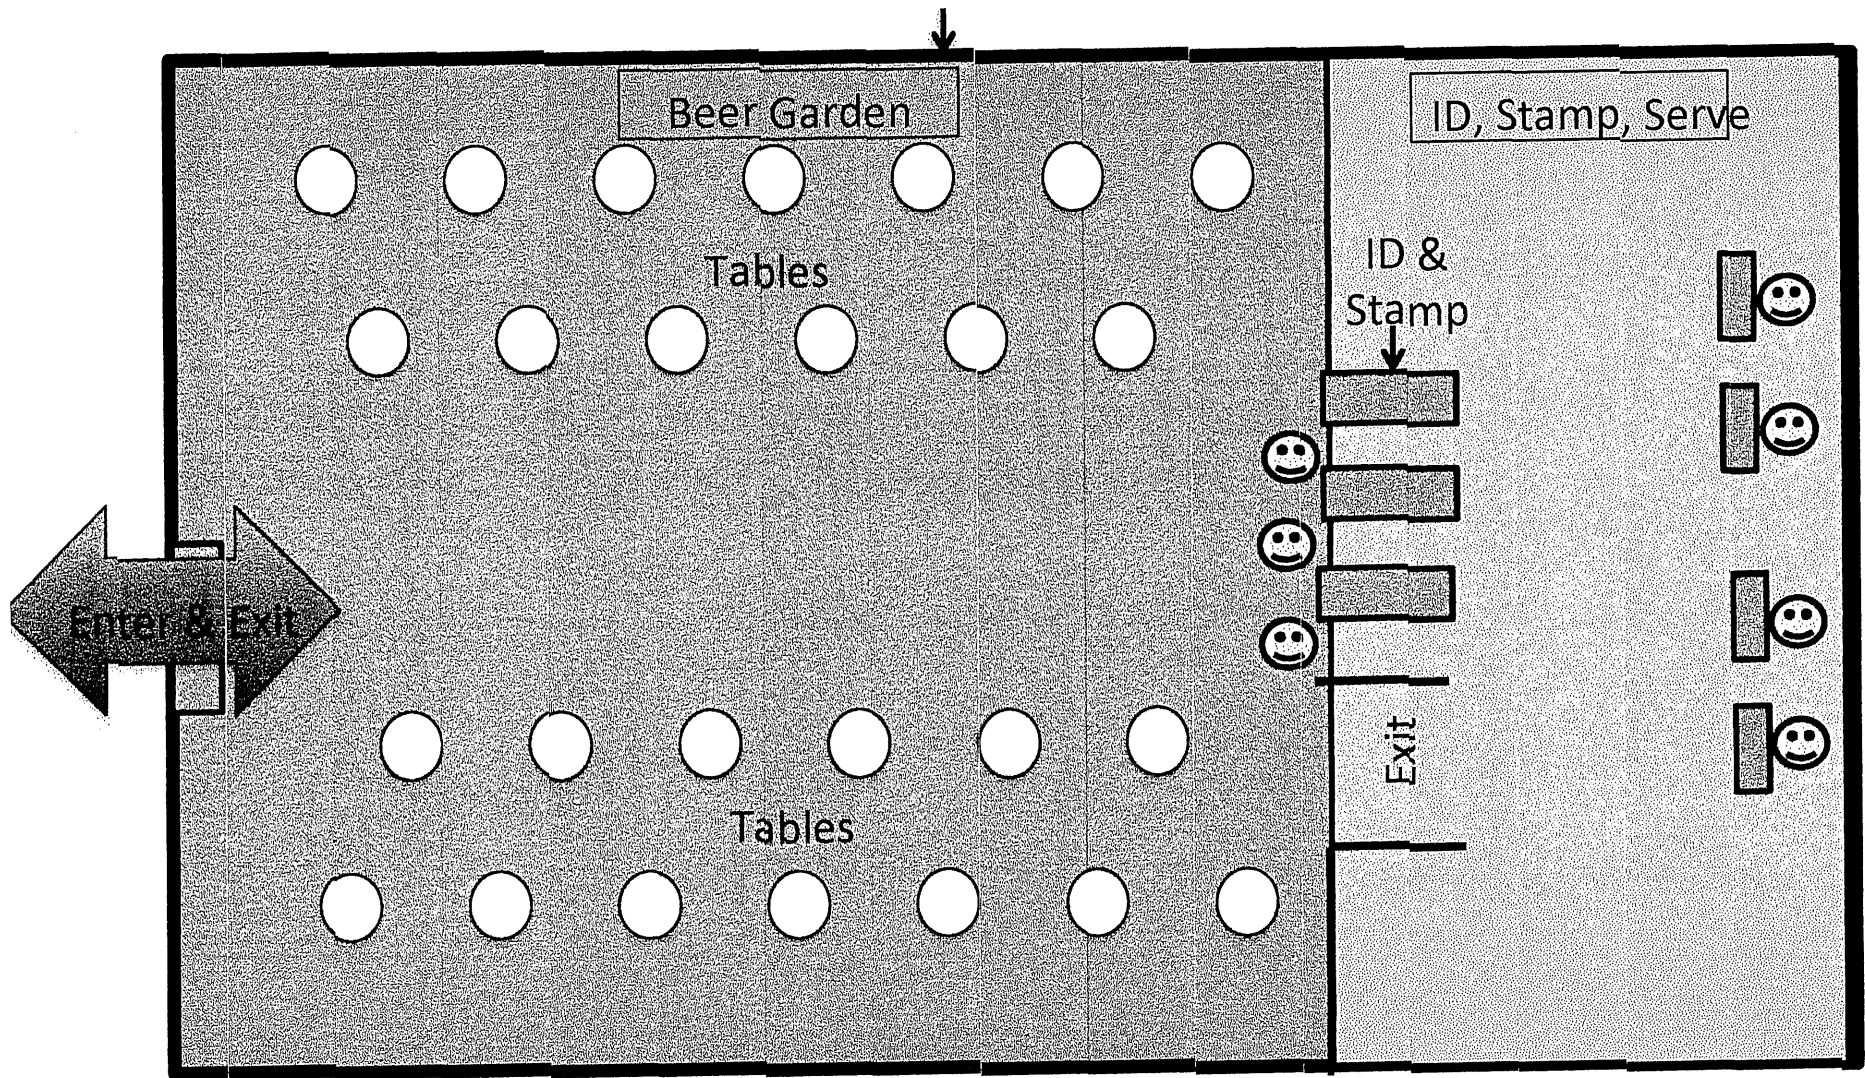 Beer Garden
ID, Stamp, Serve
Tables
ID &
Stamp
Enter & Exit
Exit
Tables